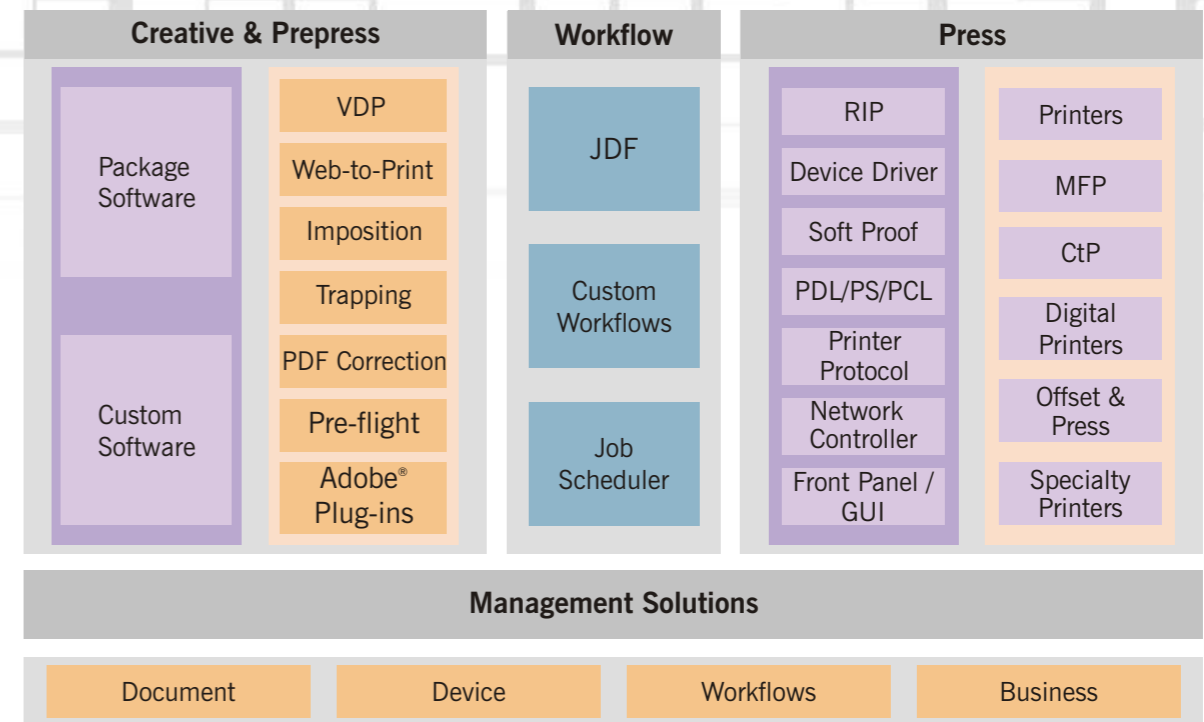 Creative & Prepress
Package
Software
Custom
Software
VDP
Web-to-Print
Imposition
Trapping
PDF Correction
Pre-flight
Adobe®
Plug-ins
Workflow
JDF
Custom
Workflows
Job
Scheduler
Press
RIP
Device Driver
Soft Proof
PDL/PS/PCL
Printer
Protocol
Network
Controller
Front Panel /
GUI
Printers
MFP
CtP
Digital
Printers
Offset &
Press
Specialty
Printers
Management Solutions
Document
Device
Workflows
Business